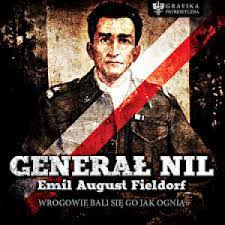 GRAFIKA
PATRIOTYCZNA
GENERAŁ NIL
Emil August Fieldorf
WROGOWIE BALI SIĘ GO JAK OGNIA